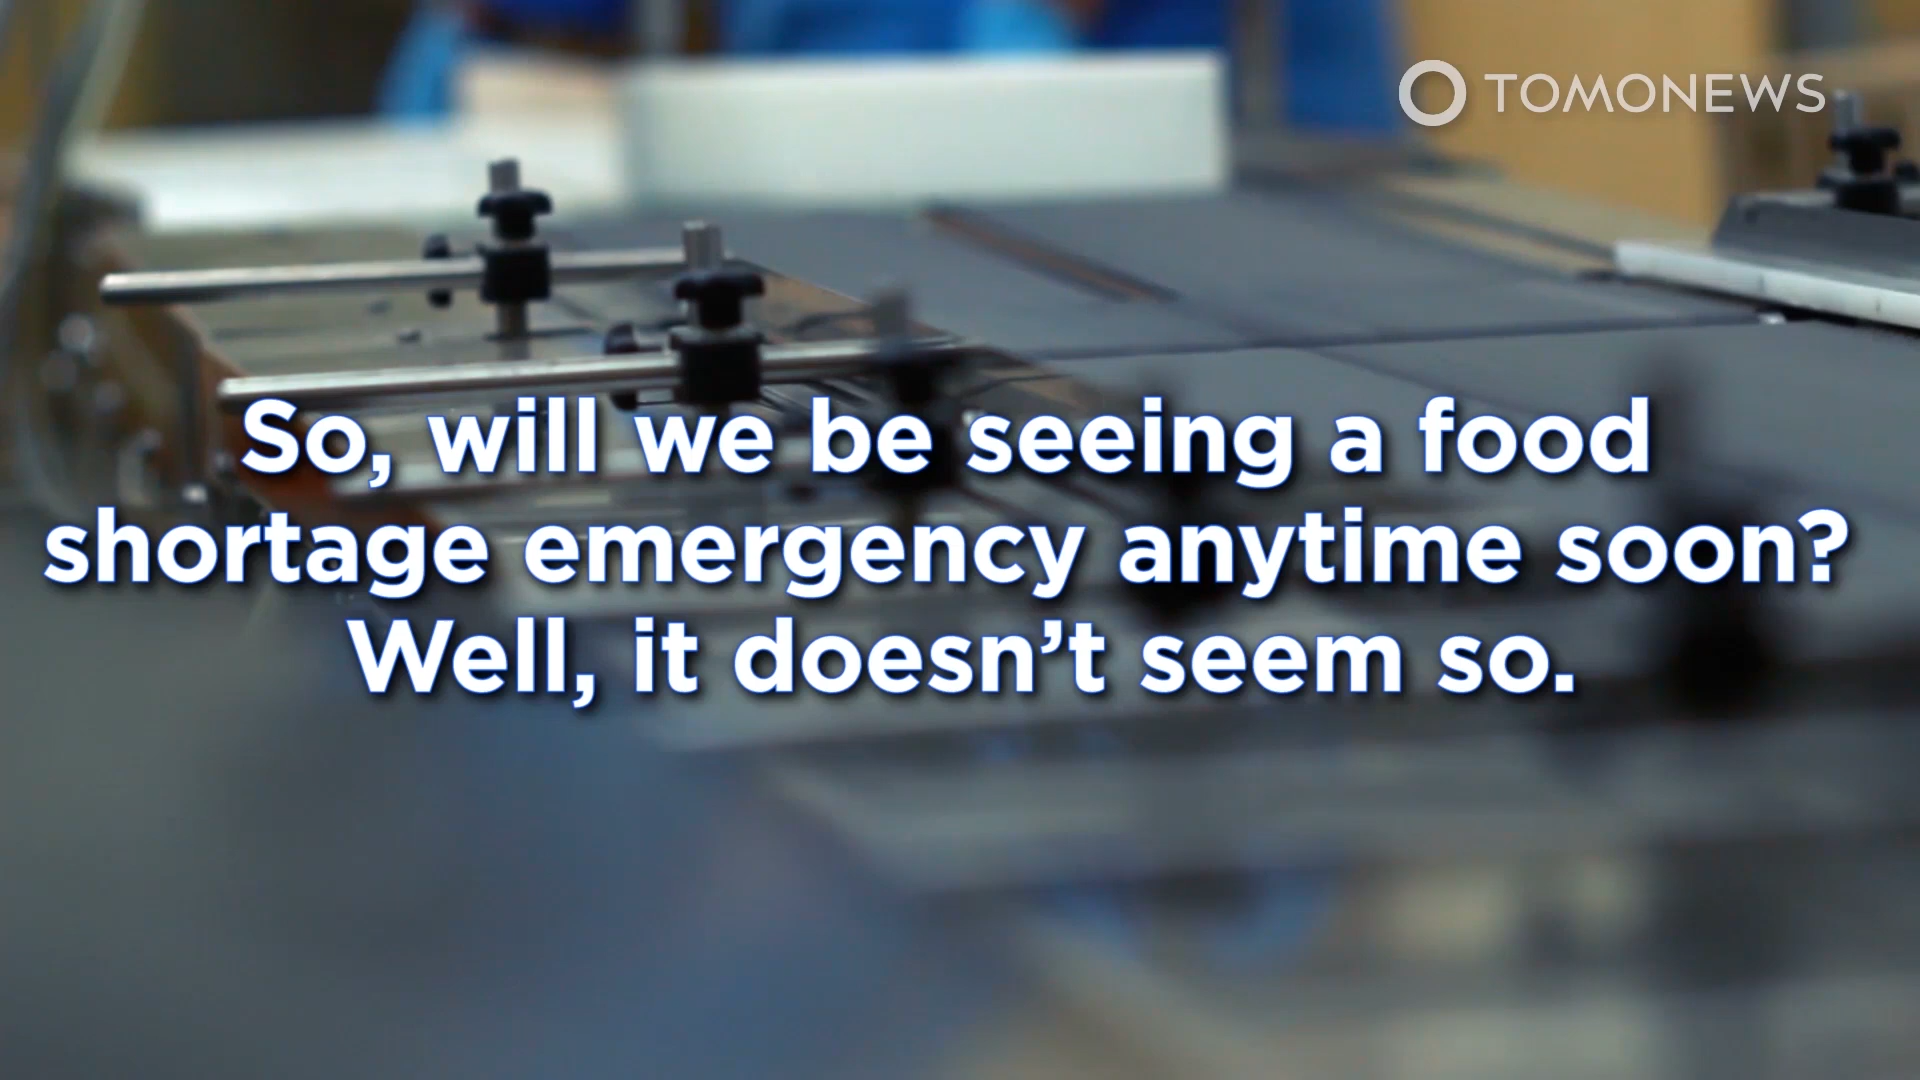 TOMONEWS
So, will we be seeing a food
shortage emergency anytime soon?
Well, it doesn’t seem so.